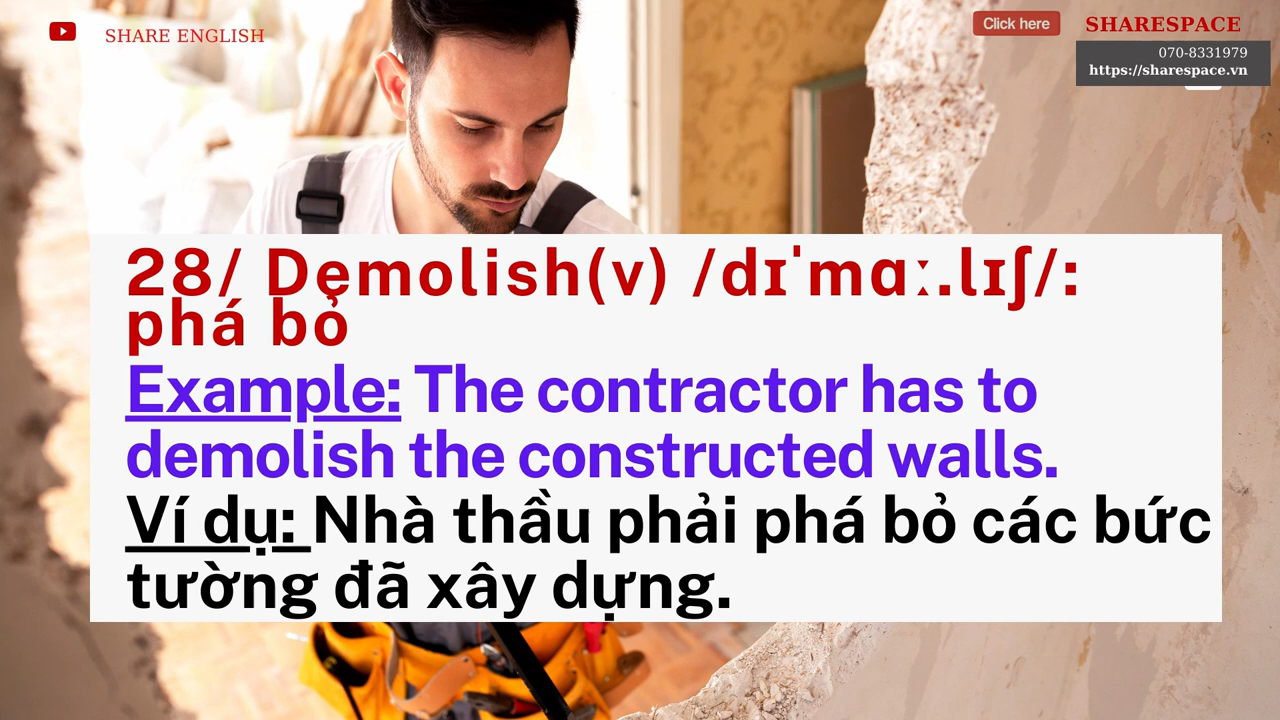 SHARE ENGLISH
Click here
SHARESPACE
070-8331979
https://sharespace.vn
28/ Demolish(v) /dɪˈmɑː.lɪʃ/:
phá bỏ
Example: The contractor has to
demolish the constructed walls.
Ví dụ: Nhà thầu phải phá bỏ các bức
tường đã xây dựng.